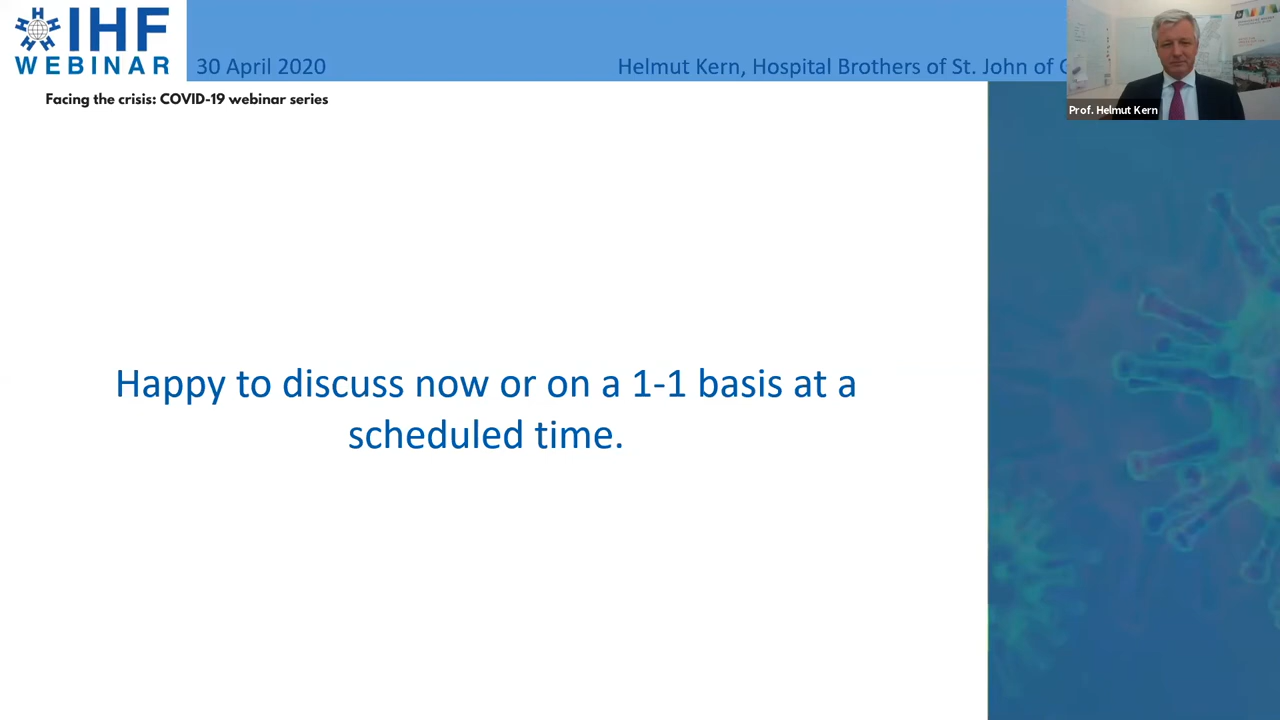 IHF
WEBINAR
30 April 2020
Helmut Kern, Hospital Brothers of St. John of
Prof. Helmut Kern
Facing the crisis: COVID-19 webinar series
Happy to discuss now or on a 1-1 basis at a
scheduled time.